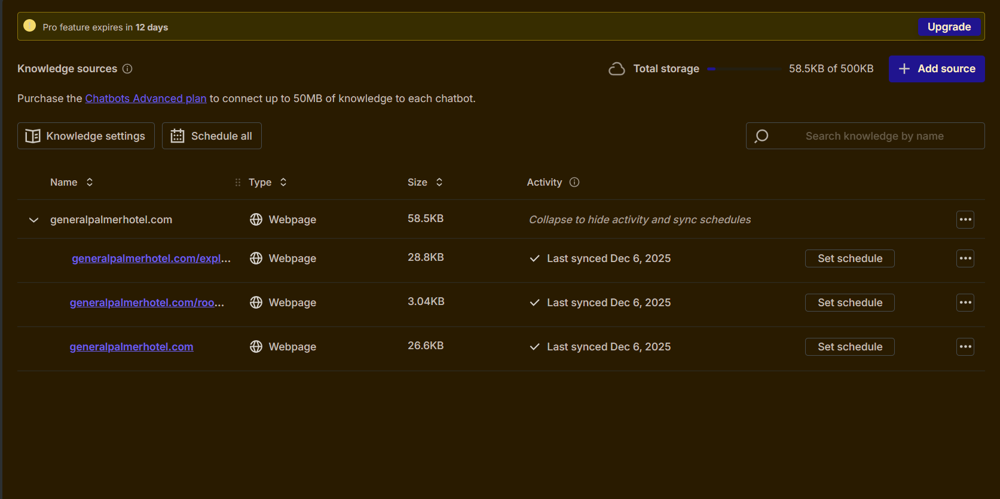 Pro feature expires in 12 days
Upgrade
Knowledge sources
Total storage
58.5KB of 500KB
Add source
Purchase the Chatbots Advanced plan to connect up to 50MB of knowledge to each chatbot.
Knowledge settings
Schedule all
Search knowledge by name
Name
Type
Size
Activity
generalpalmerhotel.com
Webpage
58.5KB
Collapse to hide activity and sync schedules
generalpalmerhotel.com/expl...
Webpage
28.8KB
Last synced Dec 6, 2025
Set schedule
generalpalmerhotel.com/roo...
Webpage
3.04KB
Last synced Dec 6, 2025
Set schedule
generalpalmerhotel.com
Webpage
26.6KB
Last synced Dec 6, 2025
Set schedule